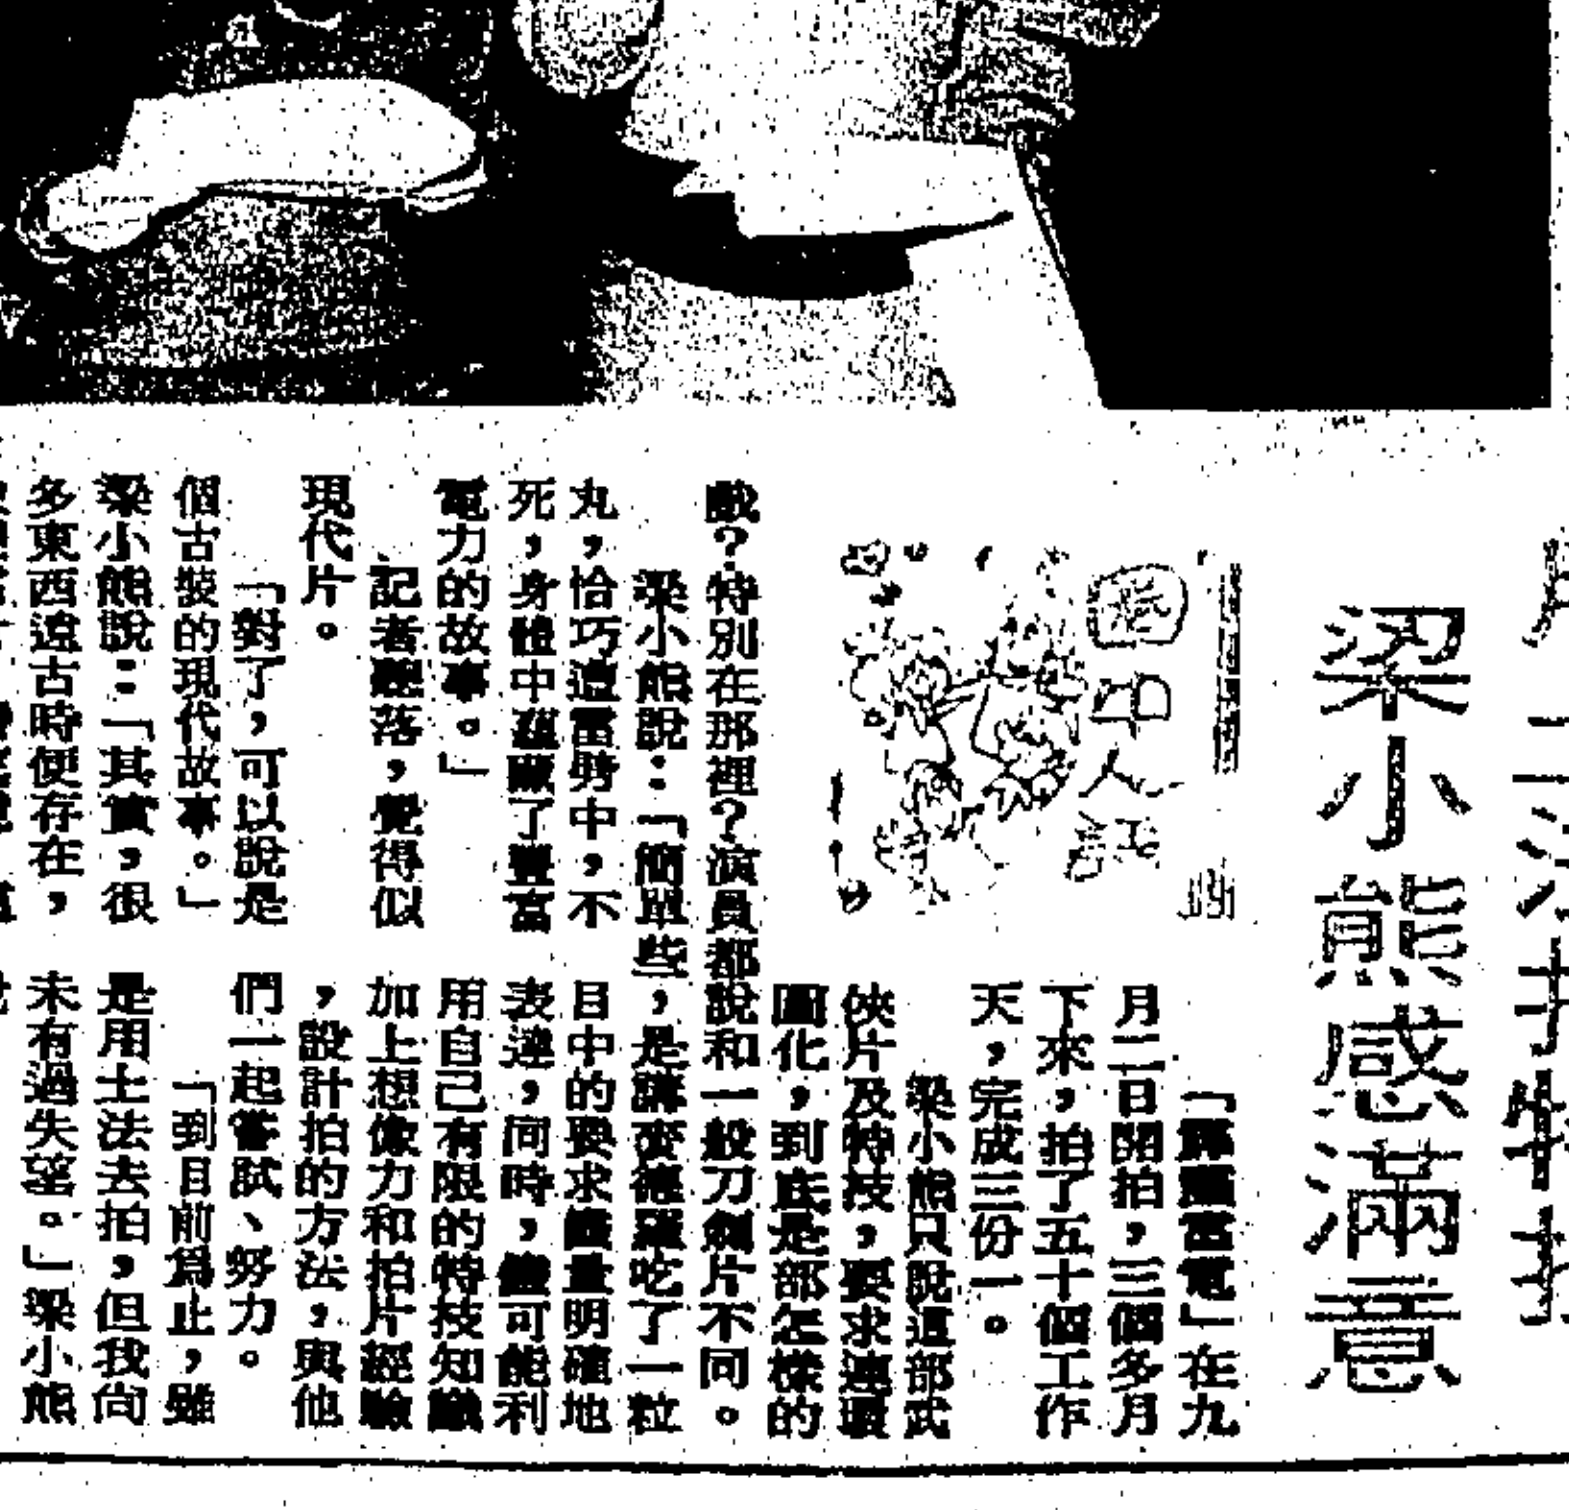 梁小熊感滿意
中人
「霹靂雷電」在九
月二日開拍，三個多月
下來，拍了五十個工作
天，完成三份一。
梁小熊只說這部武
俠片及特技，要求連環
圖化，到底是部怎樣的
戲？特別在那裡？演員都說和一般刀劍片不同。
梁小熊說：「簡單些，是講麥德羅吃了一粒
丸，恰巧遭雷劈中，不
死，身體中蘊藏了豐富
電力的故事。」
記者聽落，覺得似
現代片。
「對了，可以說是
個古裝的現代故事。」
梁小熊說：「其實，很
多東西遠古時便存在，
目中的要求儘量明確地
表達，同時，儘可能利
用自己有限的特技知識
加上想像力和拍片經驗
，設計拍的方法，與他
們一起嘗試、努力。
「到目前爲止，雖
是用土法去拍，但我尙
未有過失望。」梁小熊